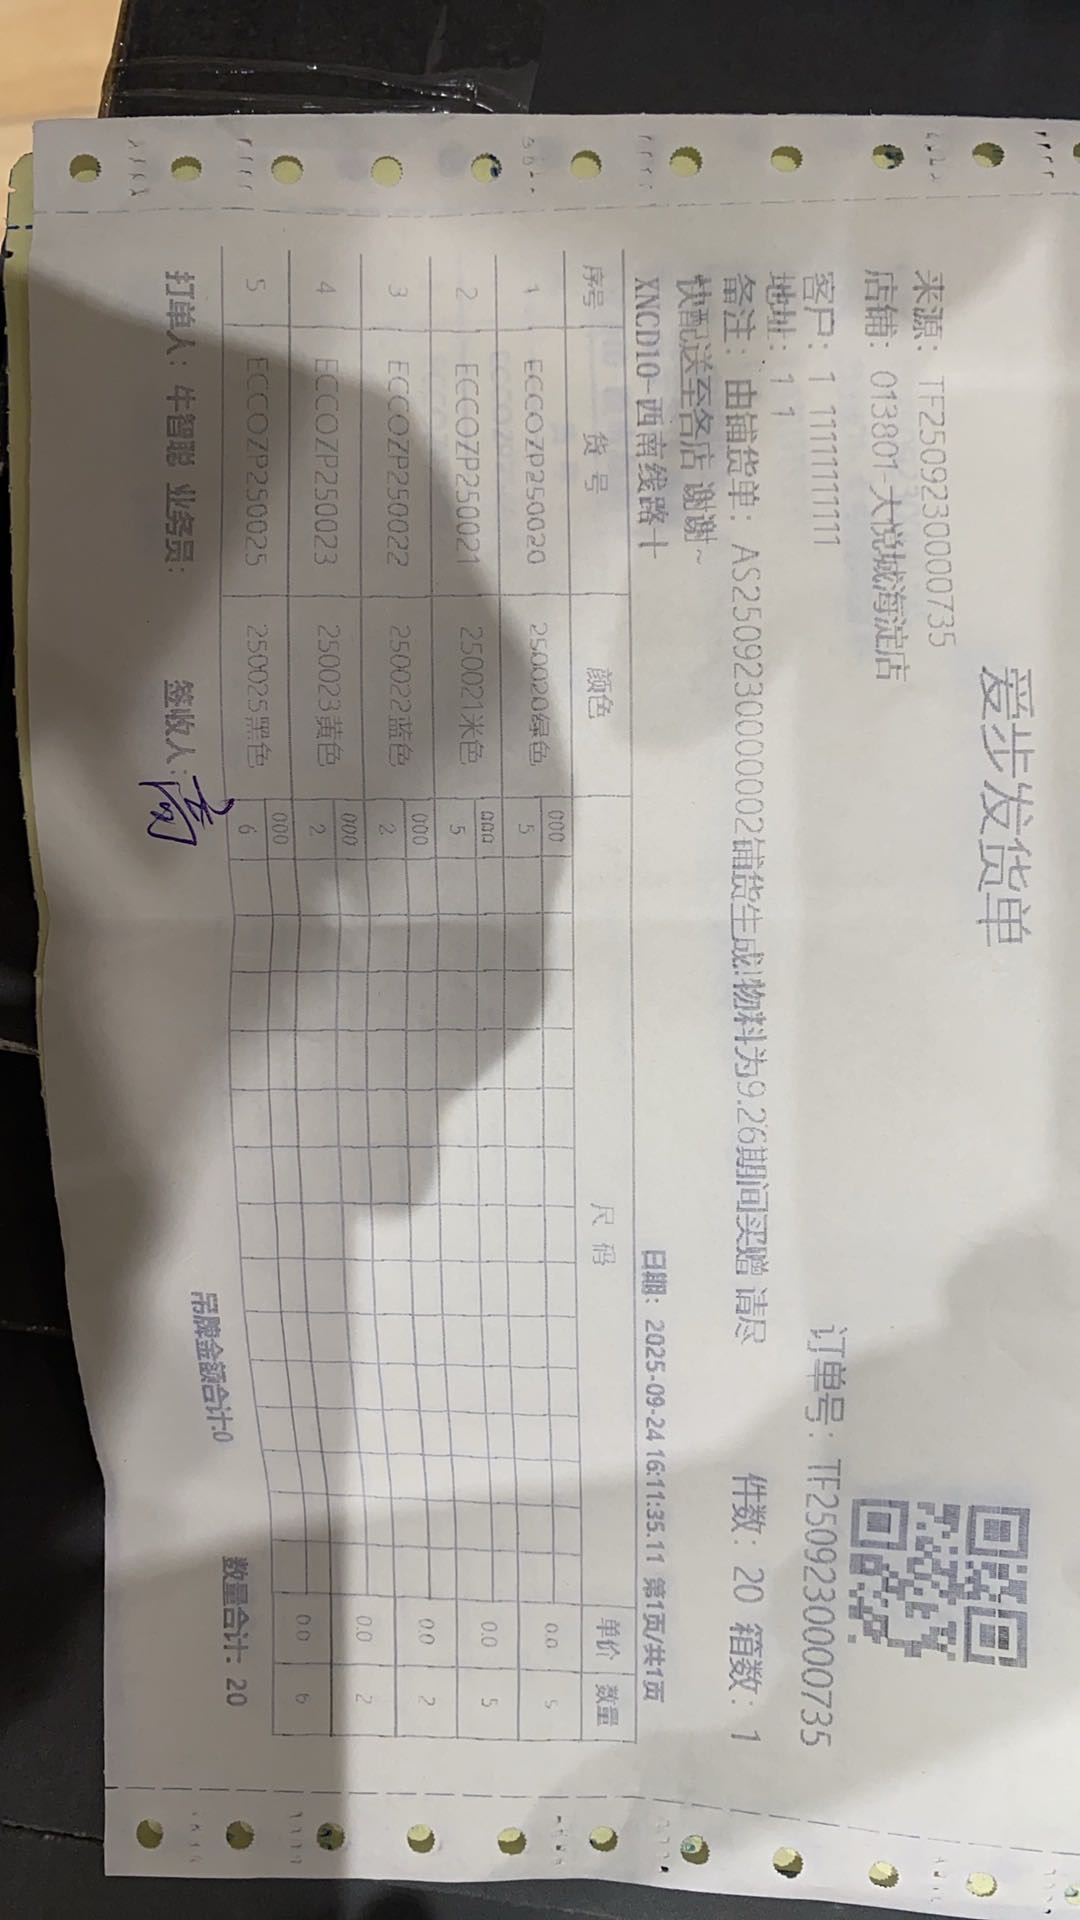 爱步发货单
来源：TF2509230000735
店铺：013801-大悦城海淀店
客户：1 11111111111 订单号：TF2509230000735
地址：1 1
备注：由铺货单：AS2509230000002铺货生成!物料为9.26期间买赠 请尽 件数：20 箱数：1
快配送至各店 谢谢~
XNCD10-西南线路十 日期：2025-09-24 16:11:35.11 第1页/共1页
序号 货号 颜色 尺码 单价 数量
1 ECCOZP250020 250020绿色 000 5 0.0 5
2 ECCOZP250021 250021米色 000 5 0.0 5
3 ECCOZP250022 250022蓝色 000 2 0.0 2
4 ECCOZP250023 250023黄色 000 2 0.0 2
5 ECCOZP250025 250025黑色 000 6 0.0 6
吊牌金额合计:0 数量合计：20
打单人：牛智聪 业务员： 签收人：